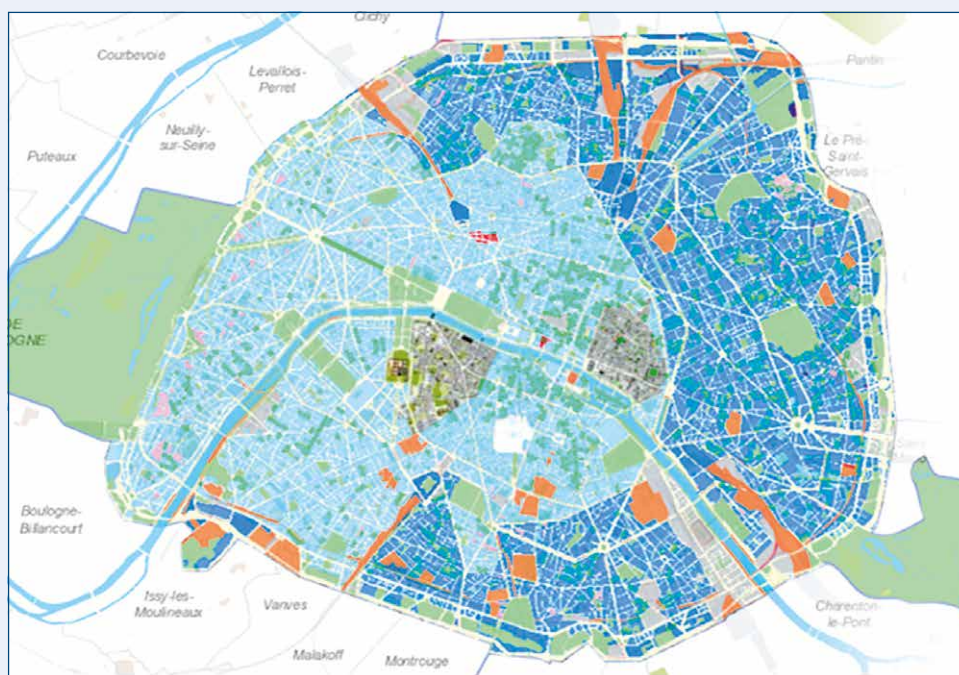 Clichy
Courbevoie
Levallois-
Perret
Pantin
Neuilly-
sur-Seine
Puteaux
Le Pré-
Saint-
Gervais
DE
OGNE
Boulogne-
Billancourt
Issy-les-
Moulineaux
Vanves
Malakoff
Montrouge
Charenton-
le-Pont